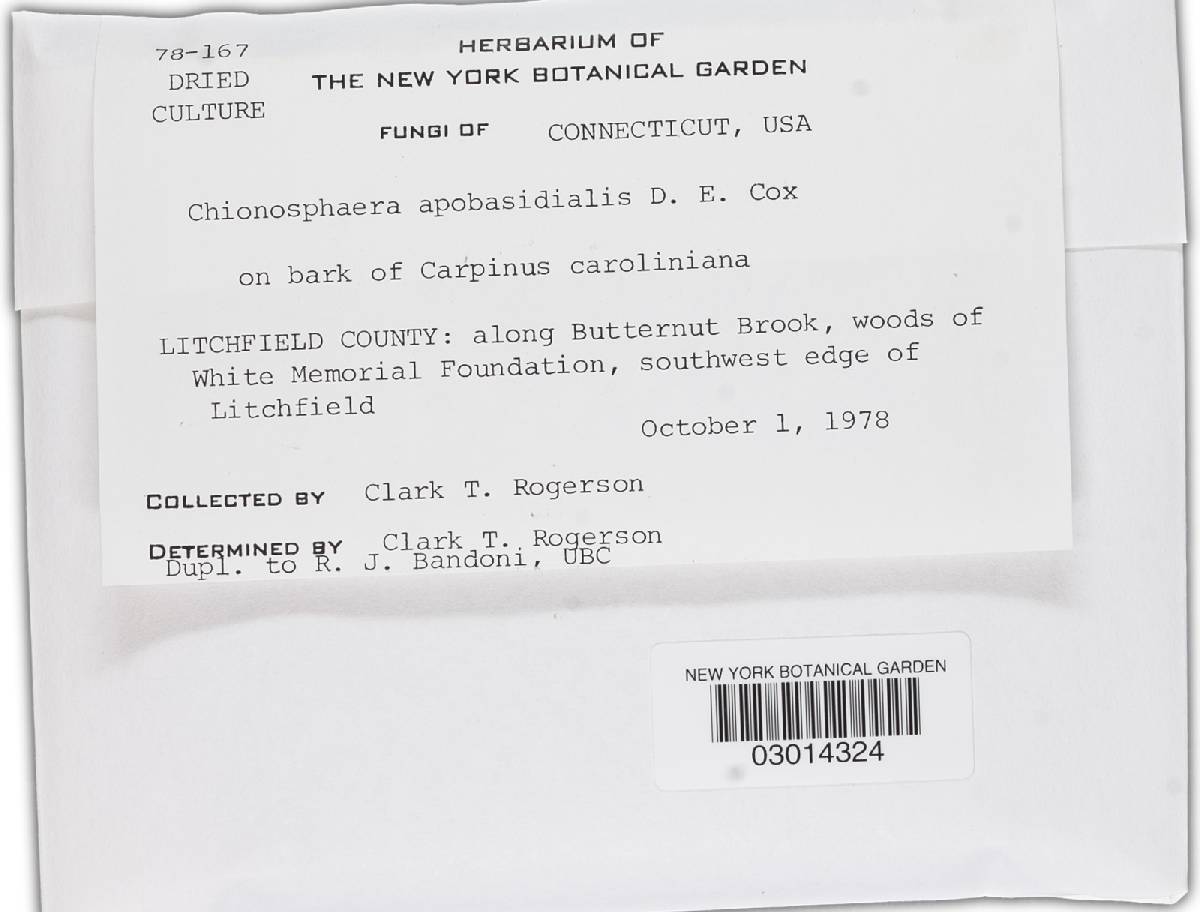 78-167
DRIED
CULTURE
HERBARIUM OF
THE NEW YORK BOTANICAL GARDEN
FUNGI OF CONNECTICUT, USA
Chionosphaera apobasidialis D. E. Cox
on bark of Carpinus caroliniana
LITCHFIELD COUNTY: along Butternut Brook, woods of
White Memorial Foundation, southwest edge of
Litchfield
October 1, 1978
COLLECTED BY Clark T. Rogerson
DETERMINED BY Clark T. Rogerson
Dupl. to R. J. Bandoni, UBC
NEW YORK BOTANICAL GARDEN
03014324